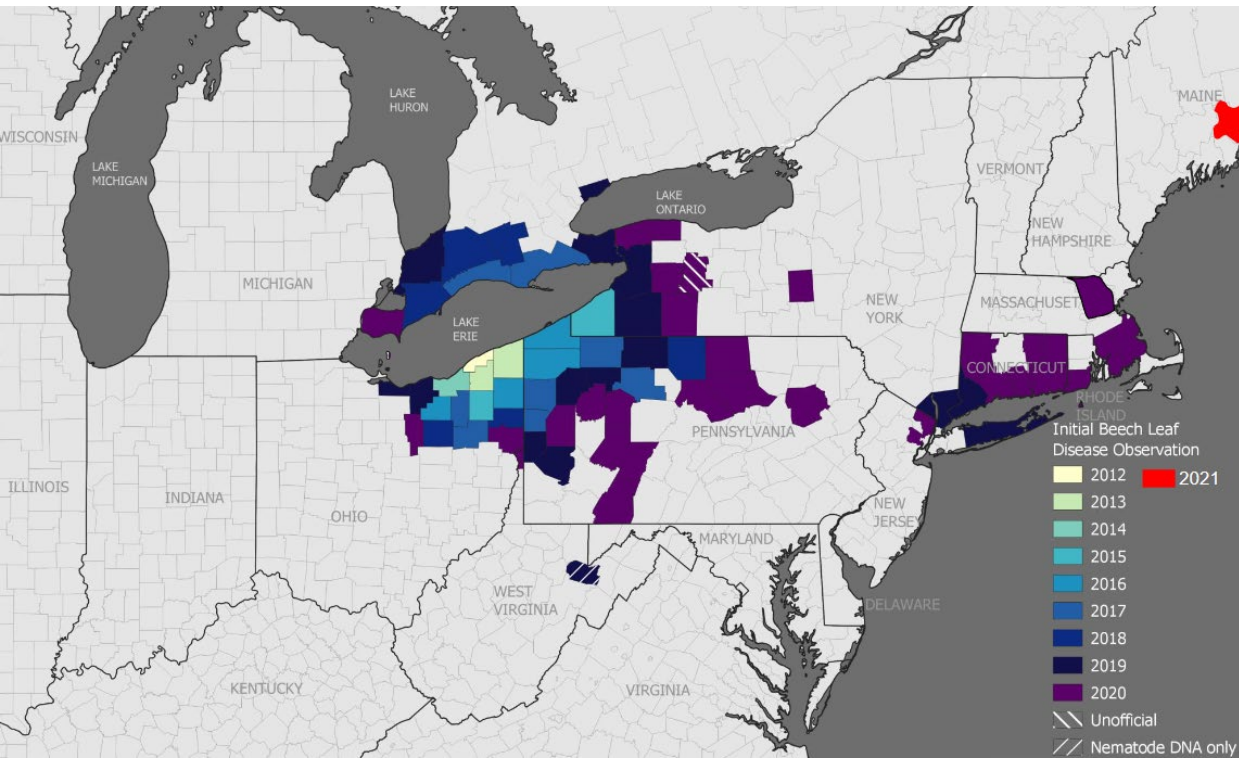 LAKE
HURON
MAINE
WISCONSIN
LAKE
MICHIGAN
VERMONT
LAKE
ONTARIO
NEW
HAMPSHIRE
MICHIGAN
NEW
YORK
MASSACHUSET
LAKE
ERIE
CONNECTICUT
RHODE
ISLAND
PENNSYLVANIA
ILLINOIS
INDIANA
OHIO
NEW
JERSEY
MARYLAND
WEST
VIRGINIA
DELAWARE
KENTUCKY
VIRGINIA
Initial Beech Leaf
Disease Observation
2012
2021
2013
2014
2015
2016
2017
2018
2019
2020
Unofficial
Nematode DNA only